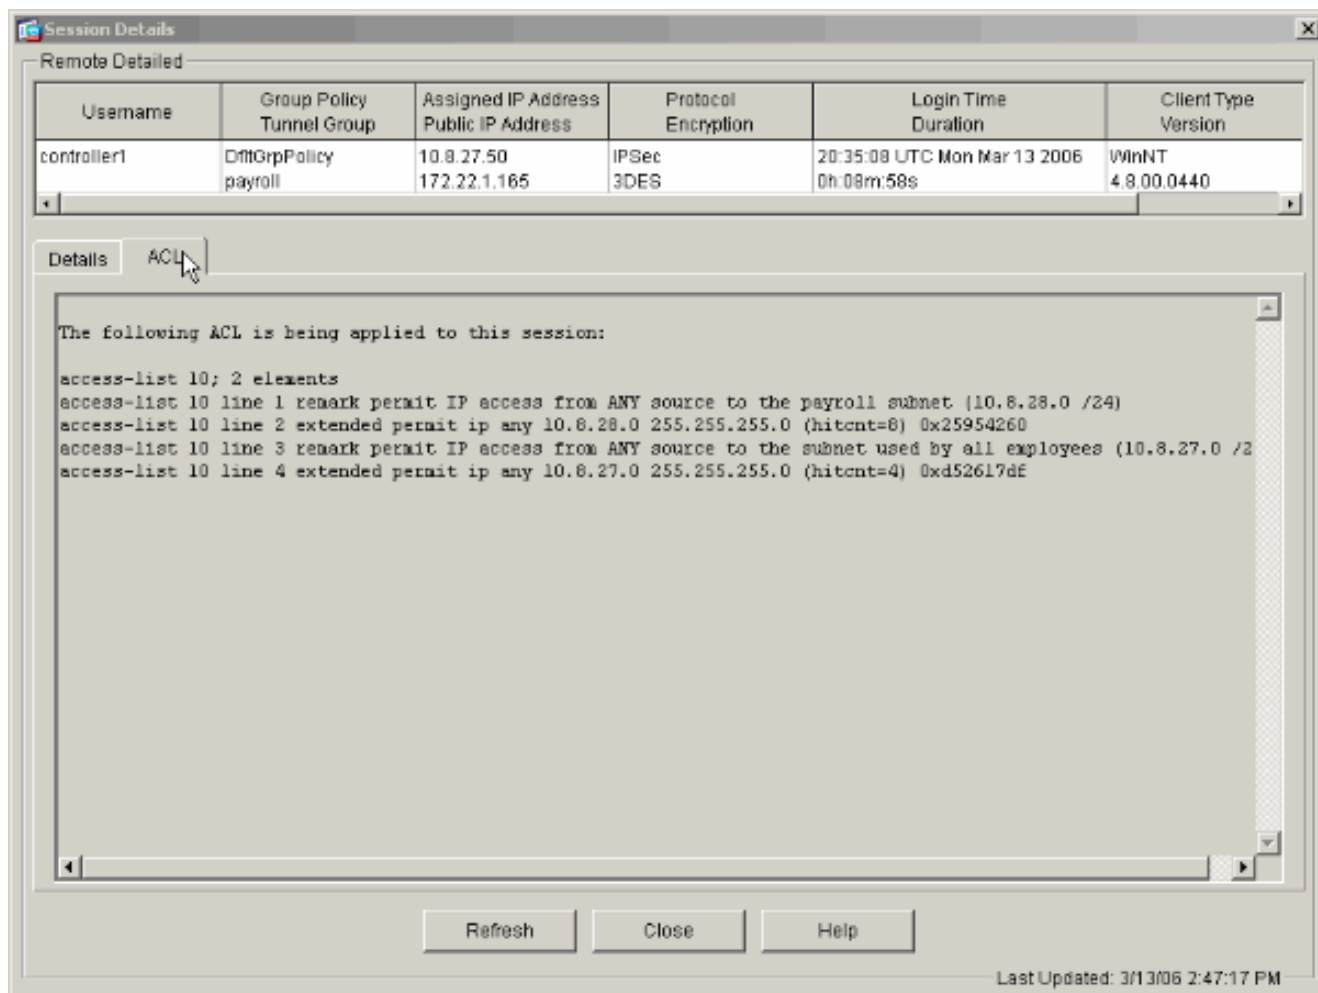 Session Details
Remote Detailed
Username
Group Policy
Tunnel Group
Assigned IP Address
Public IP Address
Protocol
Encryption
Login Time
Duration
Client Type
Version
controller1
DfltGrpPolicy
payroll
10.8.27.50
172.22.1.165
IPSec
3DES
20:35:08 UTC Mon Mar 13 2006
0h:08m:58s
WinNT
4.8.00.0440
Details
ACL
The following ACL is being applied to this session:
access-list 10; 2 elements
access-list 10 line 1 remark permit IP access from ANY source to the payroll subnet (10.8.28.0 /24)
access-list 10 line 2 extended permit ip any 10.8.28.0 255.255.255.0 (hitcnt=8) 0x25954260
access-list 10 line 3 remark permit IP access from ANY source to the subnet used by all employees (10.8.27.0 /2
access-list 10 line 4 extended permit ip any 10.8.27.0 255.255.255.0 (hitcnt=4) 0xd52617df
Refresh
Close
Help
Last Updated: 3/13/06 2:47:17 PM